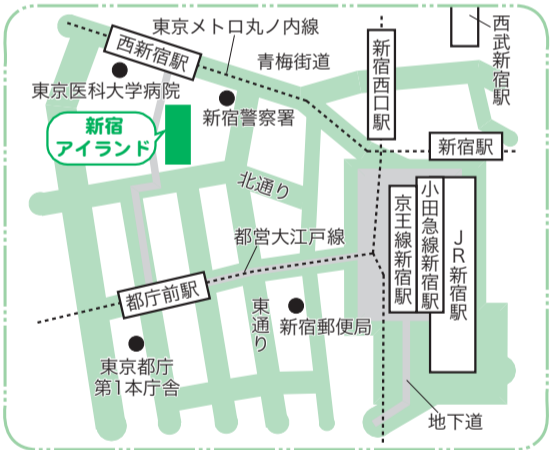 東京メトロ丸ノ内線
西新宿駅
青梅街道
新宿西口駅
西武新宿駅
東京医科大学病院
新宿警察署
新宿
アイランド
新宿駅
北通り
都営大江戸線
京王線新宿駅
小田急線新宿駅
JR新宿駅
都庁前駅
東通り
新宿郵便局
東京都庁
第1本庁舎
地下道